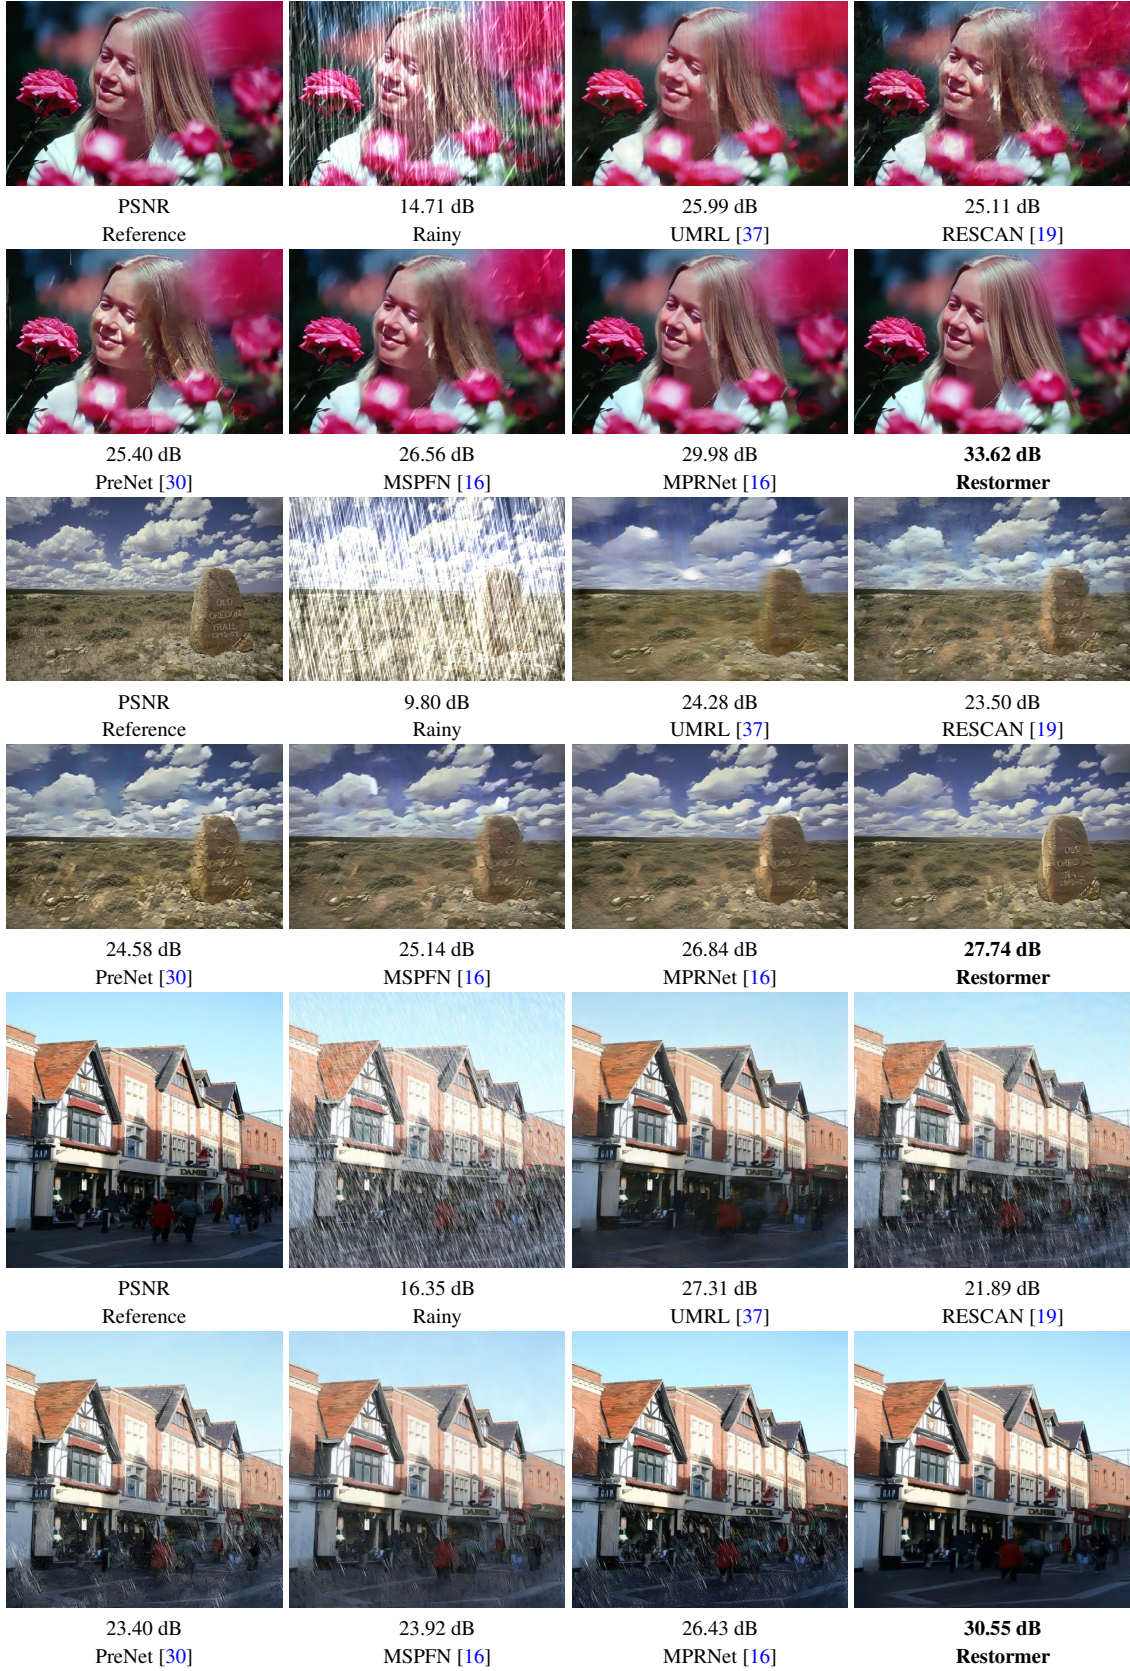 PSNR 14.71 dB 25.99 dB 25.11 dB
Reference Rainy UMRL [37] RESCAN [19]
25.40 dB 26.56 dB 29.98 dB 33.62 dB
PreNet [30] MSPFN [16] MPRNet [16] Restormer
OLD
OREGON
TRAIL
PSNR 9.80 dB 24.28 dB 23.50 dB
Reference Rainy UMRL [37] RESCAN [19]
24.58 dB 25.14 dB 26.84 dB 27.74 dB
PreNet [30] MSPFN [16] MPRNet [16] Restormer
PSNR 16.35 dB 27.31 dB 21.89 dB
Reference Rainy UMRL [37] RESCAN [19]
23.40 dB 23.92 dB 26.43 dB 30.55 dB
PreNet [30] MSPFN [16] MPRNet [16] Restormer